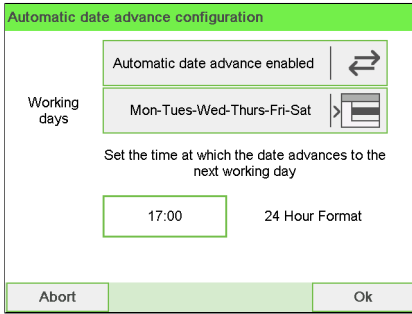 Automatic date advance configuration
Automatic date advance enabled
Working
days
Mon-Tues-Wed-Thurs-Fri-Sat
Set the time at which the date advances to the
next working day
17:00
24 Hour Format
Abort
Ok